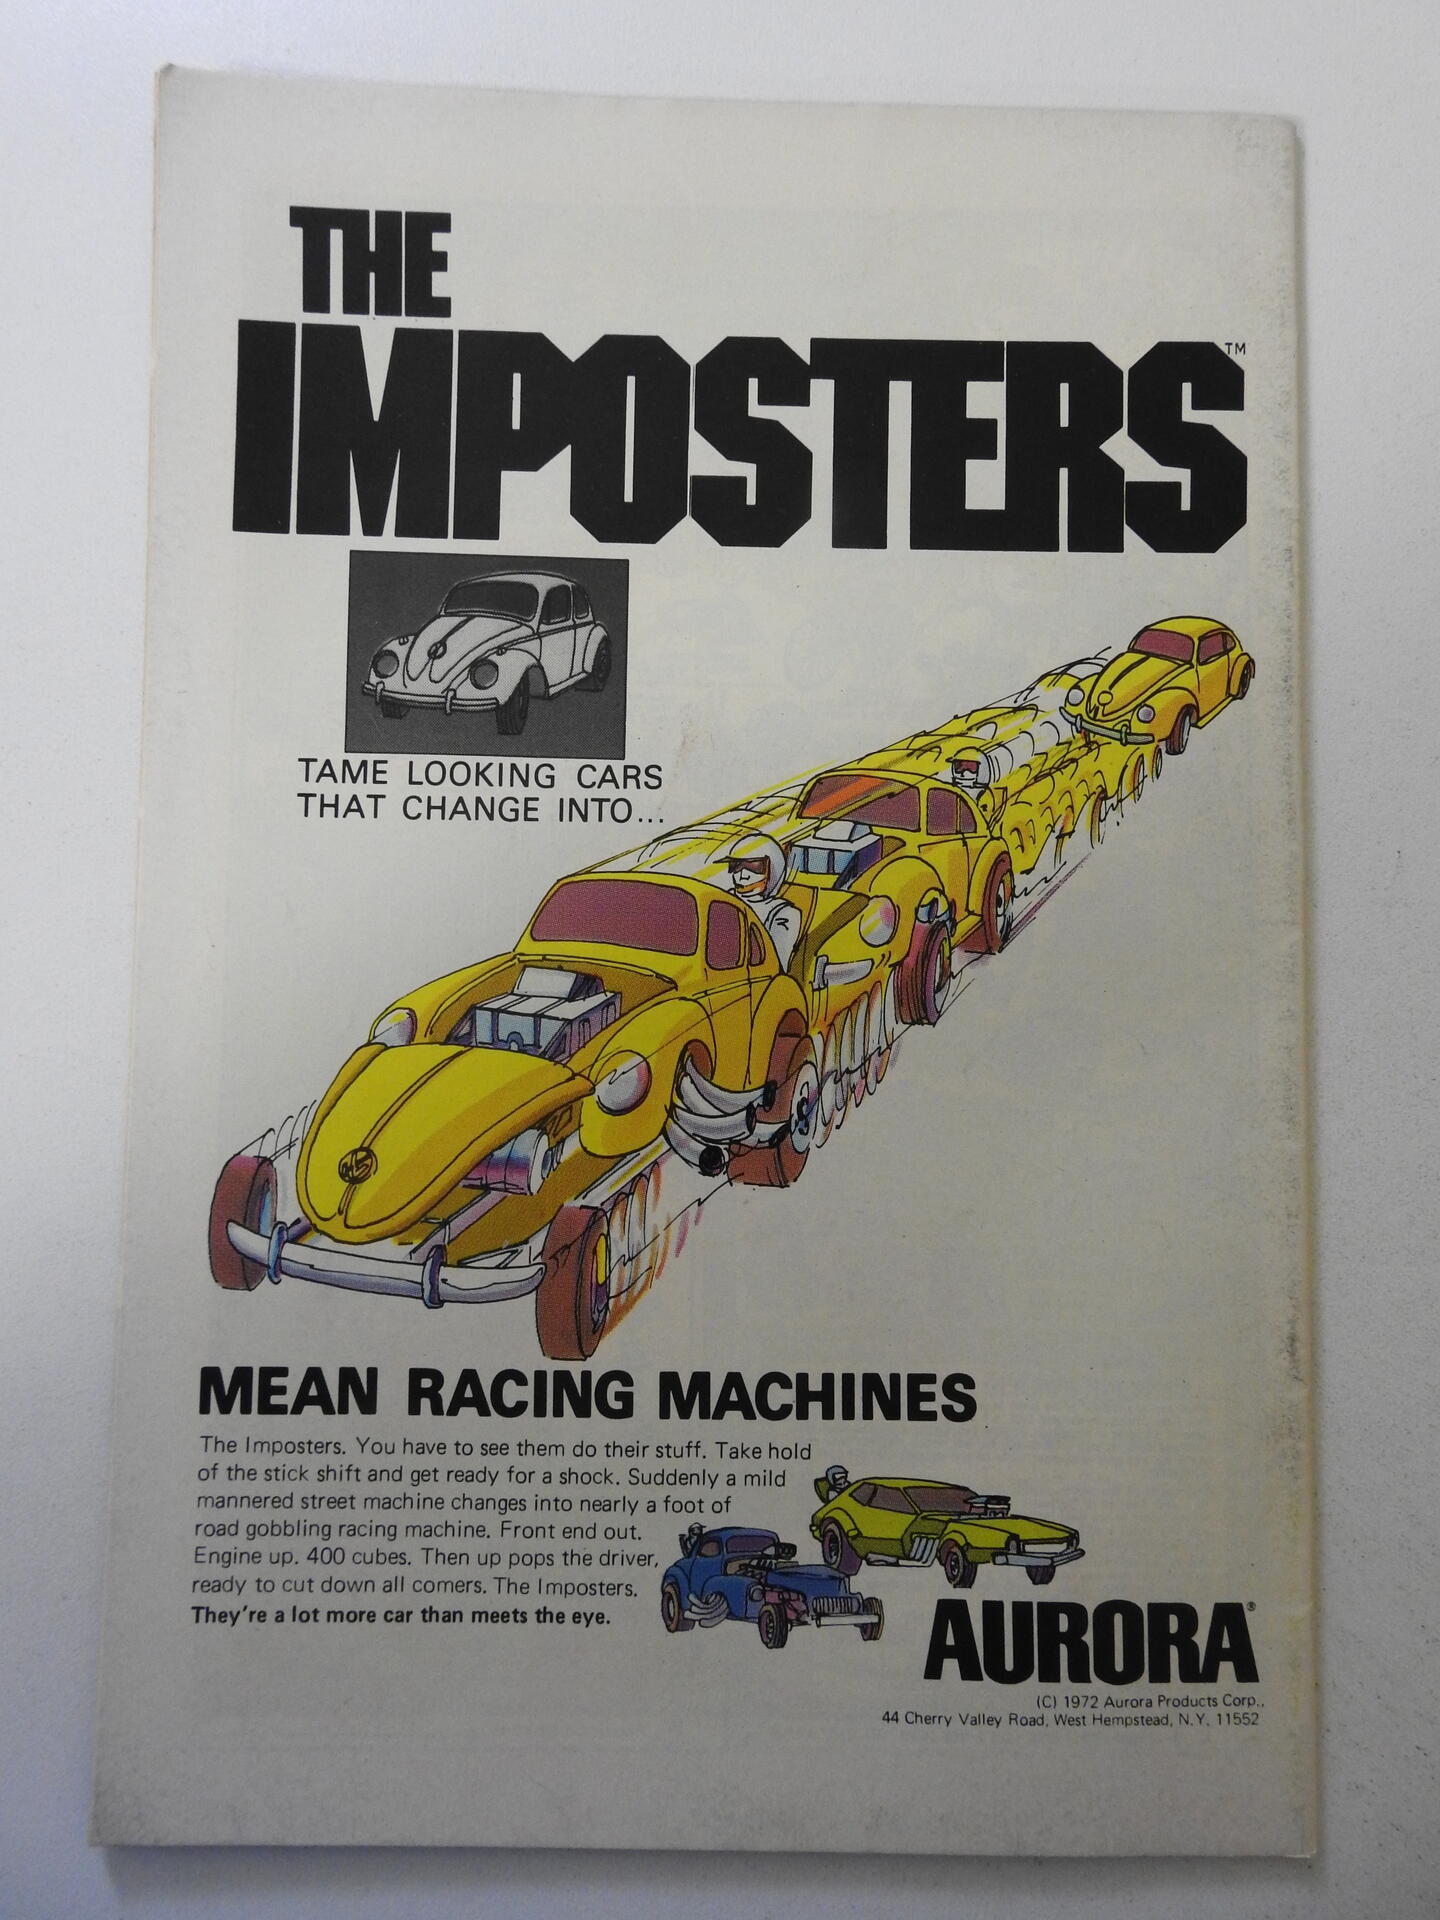 THE
IMPOSTERS™
TAME LOOKING CARS
THAT CHANGE INTO...
MEAN RACING MACHINES
The Imposters. You have to see them do their stuff. Take hold
of the stick shift and get ready for a shock. Suddenly a mild
mannered street machine changes into nearly a foot of
road gobbling racing machine. Front end out.
Engine up. 400 cubes. Then up pops the driver,
ready to cut down all comers. The Imposters.
They're a lot more car than meets the eye.
AURORA®
(C) 1972 Aurora Products Corp..
44 Cherry Valley Road, West Hempstead, N.Y. 11552